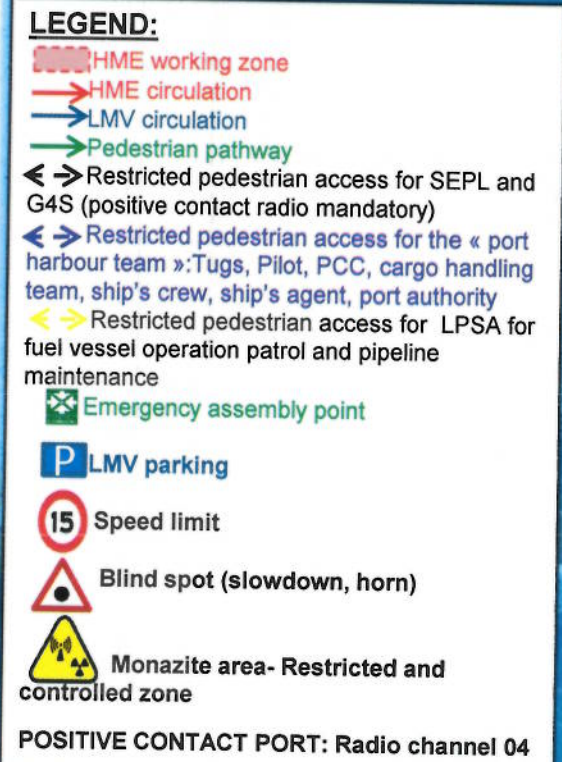 LEGEND:
HME working zone
HME circulation
LMV circulation
Pedestrian pathway
Restricted pedestrian access for SEPL and
G4S (positive contact radio mandatory)
Restricted pedestrian access for the « port
harbour team »:Tugs, Pilot, PCC, cargo handling
team, ship's crew, ship's agent, port authority
Restricted pedestrian access for LPSA for
fuel vessel operation patrol and pipeline
maintenance
Emergency assembly point
P LMV parking
15 Speed limit
Blind spot (slowdown, horn)
Monazite area- Restricted and
controlled zone
POSITIVE CONTACT PORT: Radio channel 04